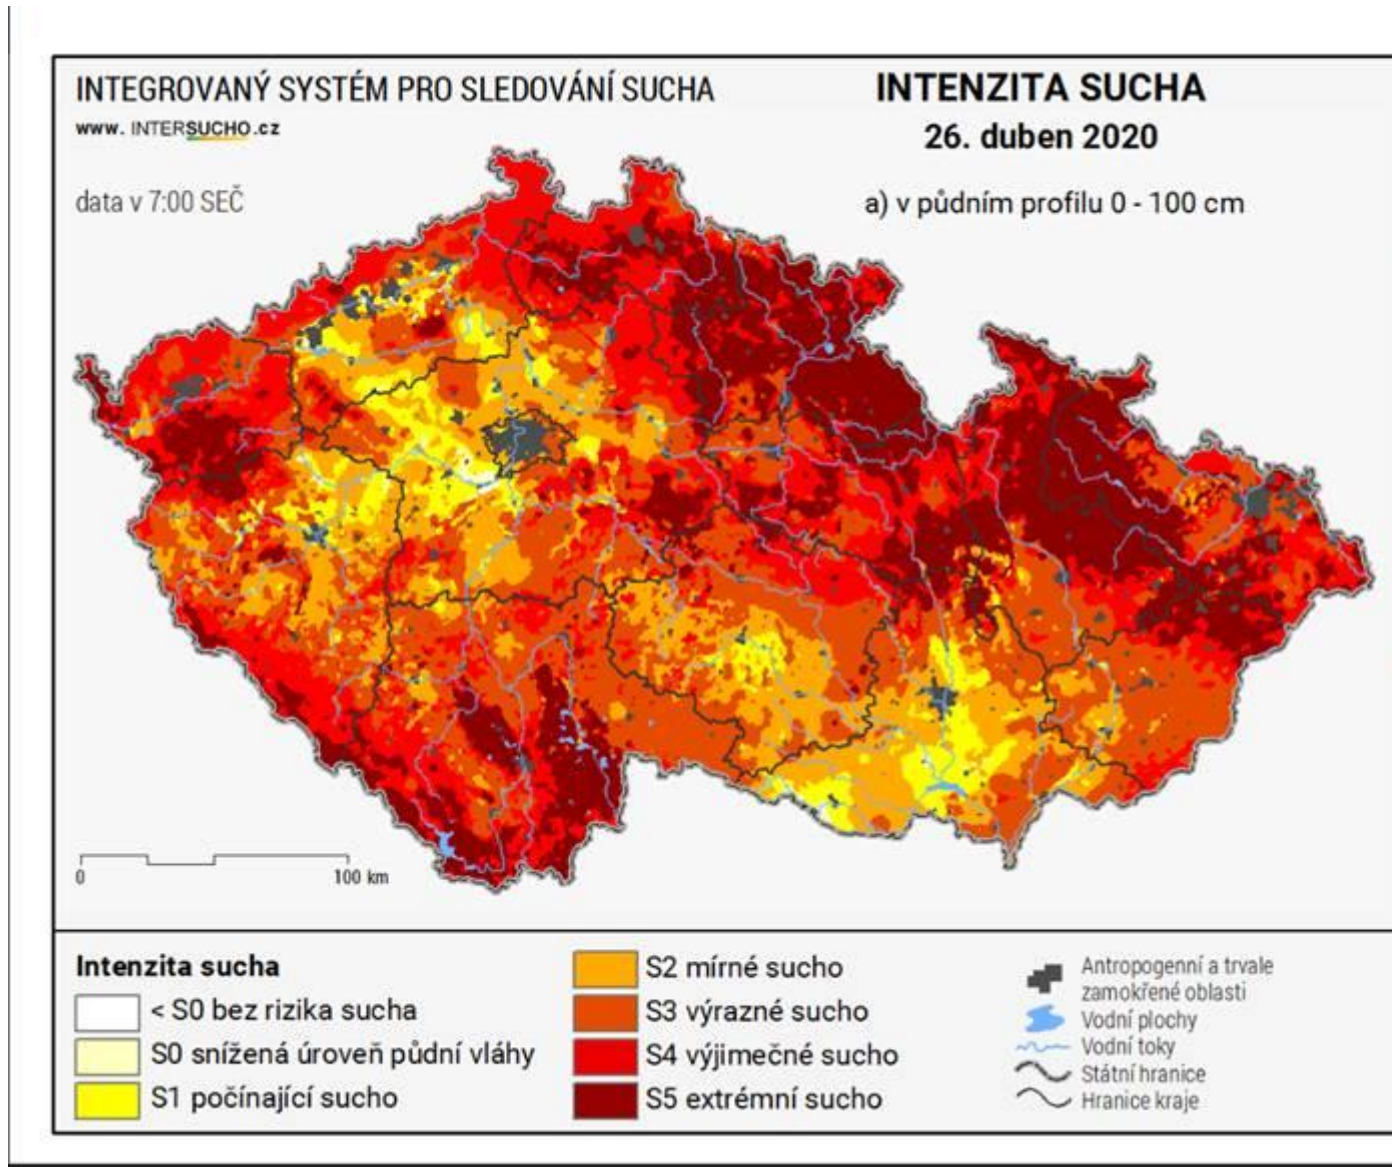 INTEGROVANÝ SYSTÉM PRO SLEDOVÁNÍ SUCHA
www. INTERSUCHO.cz
data v 7:00 SEČ
INTENZITA SUCHA
26. duben 2020
a) v půdním profilu 0 - 100 cm
0 100 km
Intenzita sucha
< S0 bez rizika sucha
S0 snížená úroveň půdní vláhy
S1 počínající sucho
S2 mírné sucho
S3 výrazné sucho
S4 výjimečné sucho
S5 extrémní sucho
Antropogenní a trvale
zamokřené oblasti
Vodní plochy
Vodní toky
Státní hranice
Hranice kraje